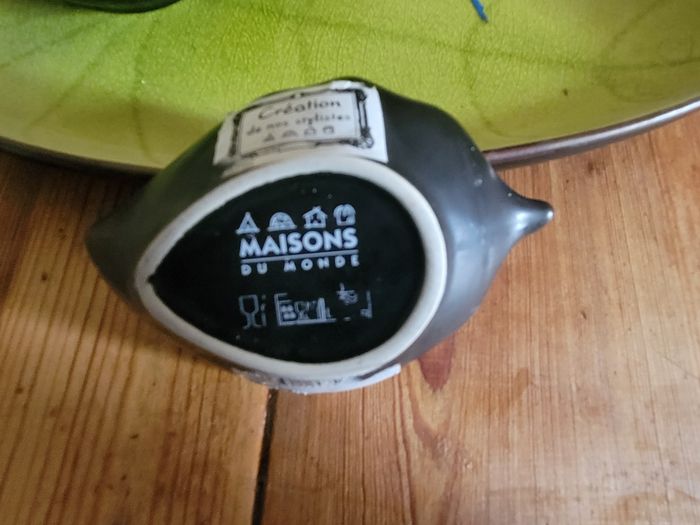 Création
de nos stylistes
MAISONS
DU MONDE